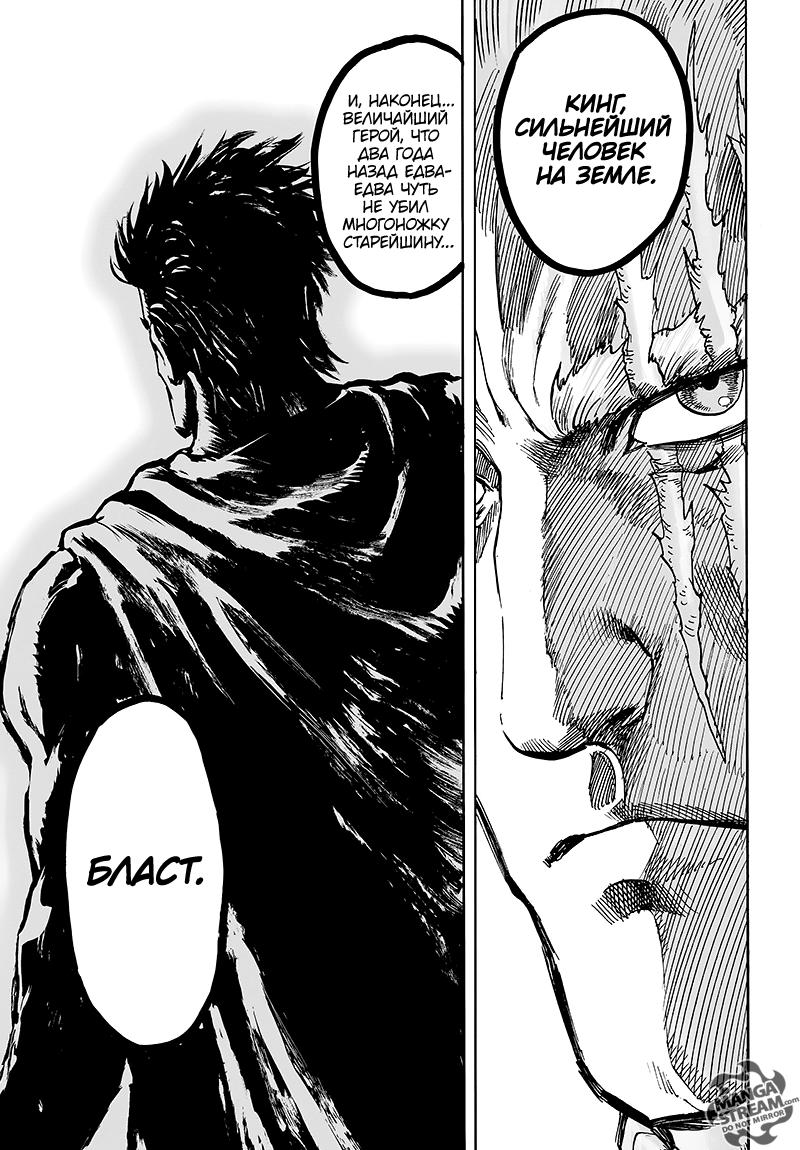 КИНГ,
СИЛЬНЕЙШИЙ
ЧЕЛОВЕК
НА ЗЕМЛЕ.
И, НАКОНЕЦ...
ВЕЛИЧАЙШИЙ
ГЕРОЙ, ЧТО
ДВА ГОДА
НАЗАД ЕДВА-
ЕДВА ЧУТЬ
НЕ УБИЛ
МНОГОНОЖКУ
СТАРЕЙШИНУ...
БЛАСТ.
MANGA
STREAM.com
DO NOT MIRROR!